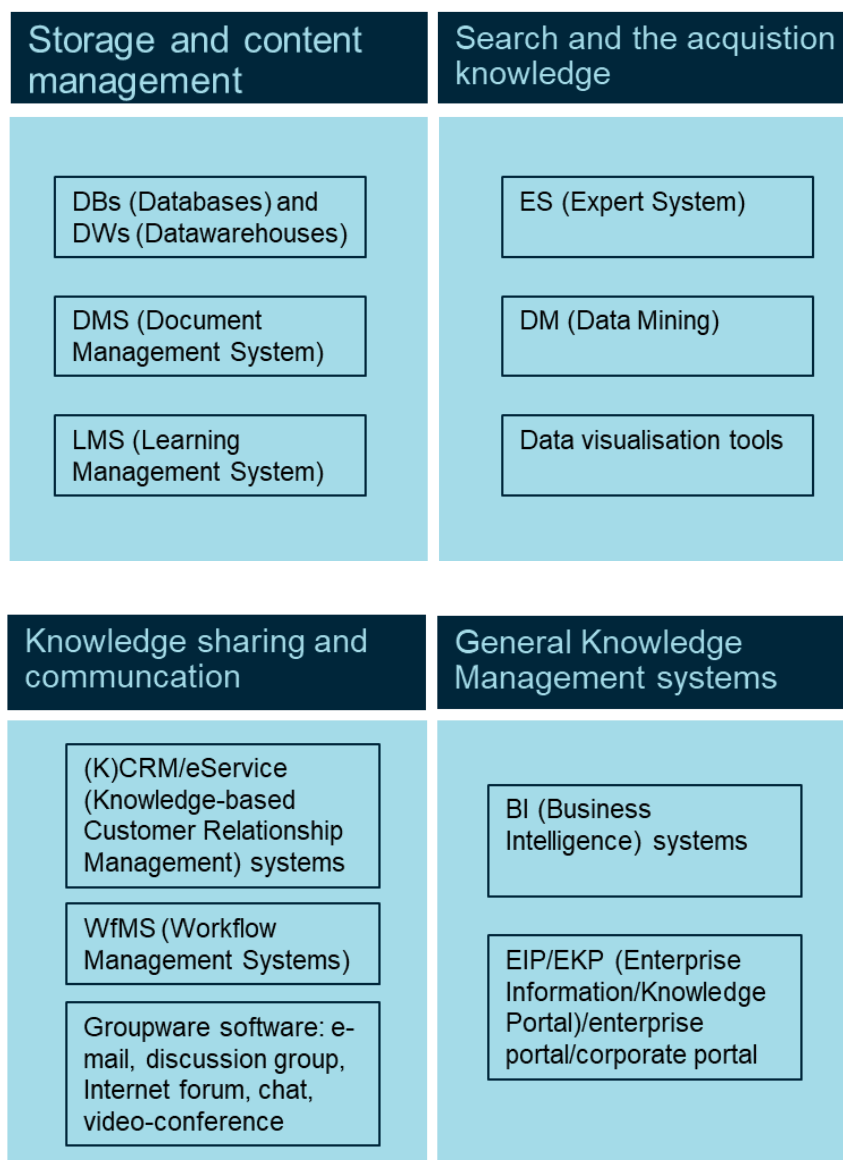 Storage and content
management
Search and the acquistion
knowledge
DBs (Databases) and
DWs (Datawarehouses)
DMS (Document
Management System)
LMS (Learning
Management System)
ES (Expert System)
DM (Data Mining)
Data visualisation tools
Knowledge sharing and
communcation
General Knowledge
Management systems
(K)CRM/eService
(Knowledge-based
Customer Relationship
Management) systems
WfMS (Workflow
Management Systems)
Groupware software: e-
mail, discussion group,
Internet forum, chat,
video-conference
BI (Business
Intelligence) systems
EIP/EKP (Enterprise
Information/Knowledge
Portal)/enterprise
portal/corporate portal